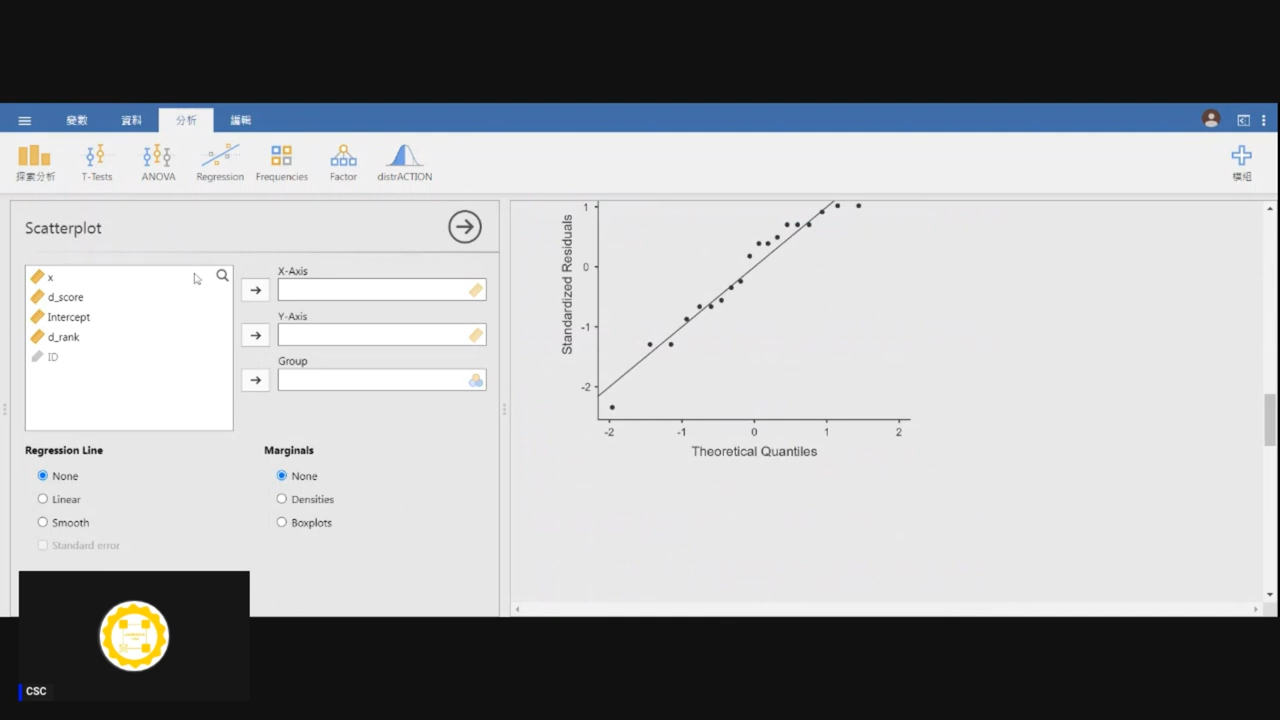 變數 資料 分析 編輯
探索分析 T-Tests ANOVA Regression Frequencies Factor distrACTION 模組
Scatterplot
x
d_score
Intercept
d_rank
ID
X-Axis
Y-Axis
Group
Regression Line
None
Linear
Smooth
Standard error
Marginals
None
Densities
Boxplots
Standardized Residuals
1
0
-1
-2
-2 -1 0 1 2
Theoretical Quantiles
CSC